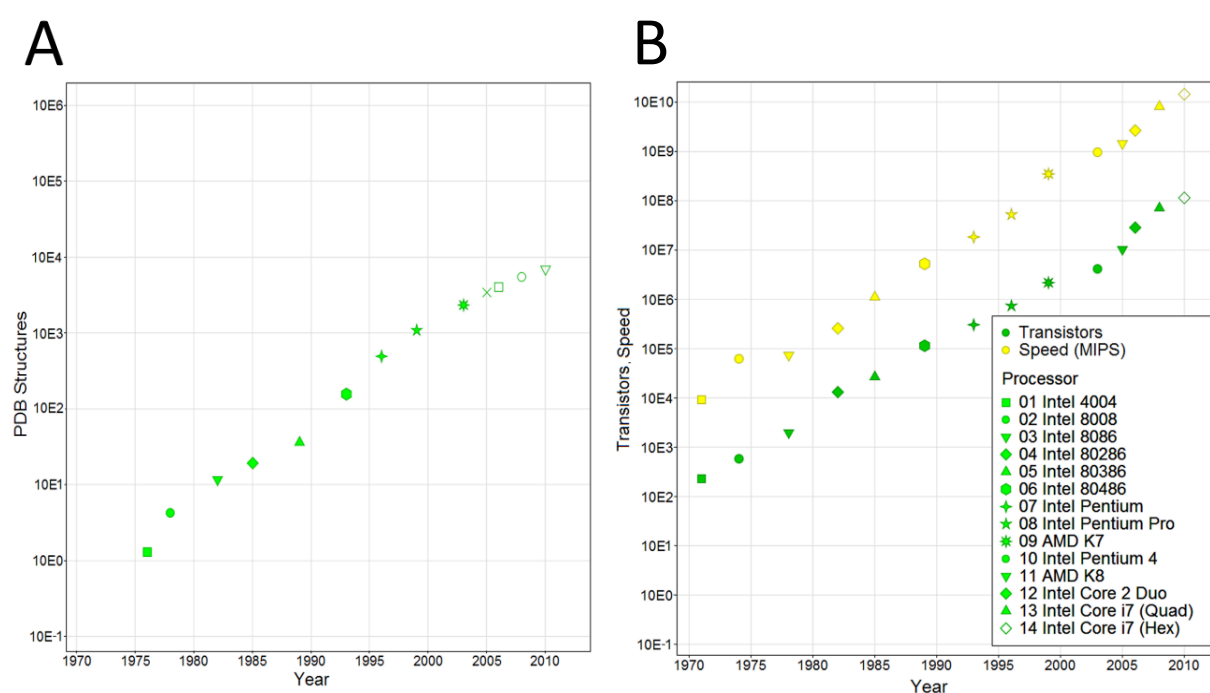 A
10E6
10E5
10E4
10E3
10E2
10E1
10E0
10E-1
PDB Structures
1970 1975 1980 1985 1990 1995 2000 2005 2010
Year
B
10E10
10E9
10E8
10E7
10E6
10E5
10E4
10E3
10E2
10E1
10E0
10E-1
Transistors, Speed
Transistors
Speed (MIPS)
Processor
01 Intel 4004
02 Intel 8008
03 Intel 8086
04 Intel 80286
05 Intel 80386
06 Intel 80486
07 Intel Pentium
08 Intel Pentium Pro
09 AMD K7
10 Intel Pentium 4
11 AMD K8
12 Intel Core 2 Duo
13 Intel Core i7 (Quad)
14 Intel Core i7 (Hex)
1970 1975 1980 1985 1990 1995 2000 2005 2010
Year